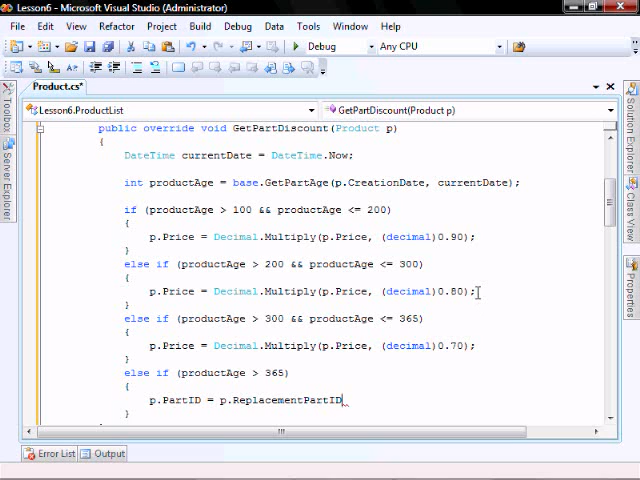 Lesson6 - Microsoft Visual Studio (Administrator)
File Edit View Refactor Project Build Debug Data Tools Test Window Help
Debug Any CPU
Product.cs*
Lesson6.ProductList GetPartDiscount(Product p)
Toolbox
Server Explorer
public override void GetPartDiscount(Product p)
{
DateTime currentDate = DateTime.Now;
int productAge = base.GetPartAge(p.CreationDate, currentDate);
if (productAge > 100 && productAge <= 200)
{
p.Price = Decimal.Multiply(p.Price, (decimal)0.90);
}
else if (productAge > 200 && productAge <= 300)
{
p.Price = Decimal.Multiply(p.Price, (decimal)0.80);
}
else if (productAge > 300 && productAge <= 365)
{
p.Price = Decimal.Multiply(p.Price, (decimal)0.70);
}
else if (productAge > 365)
{
p.PartID = p.ReplacementPartID
}
Solution Explorer
Class View
Properties
Error List Output